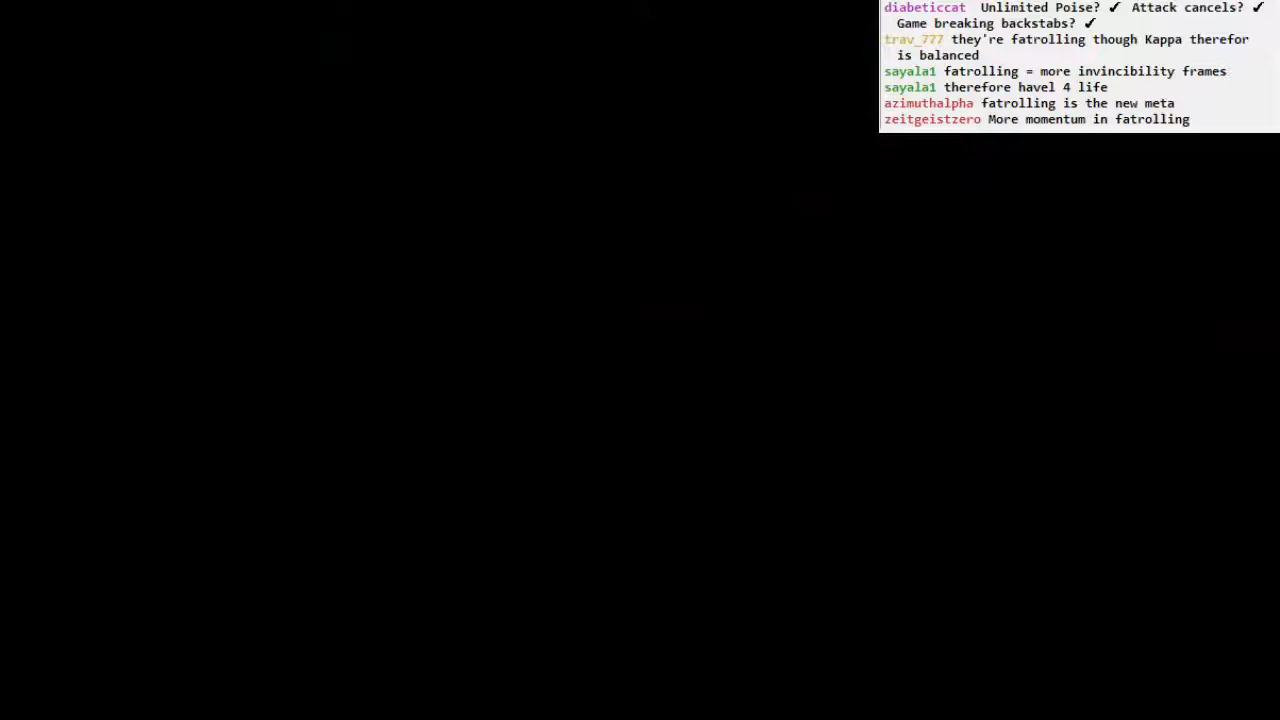 diabeticcat Unlimited Poise? ✓ Attack cancels? ✓
Game breaking backstabs? ✓
trav_777 they're fatrolling though Kappa therefor
is balanced
sayala1 fatrolling = more invincibility frames
sayala1 therefore havel 4 life
azimuthalpha fatrolling is the new meta
zeitgeistzero More momentum in fatrolling